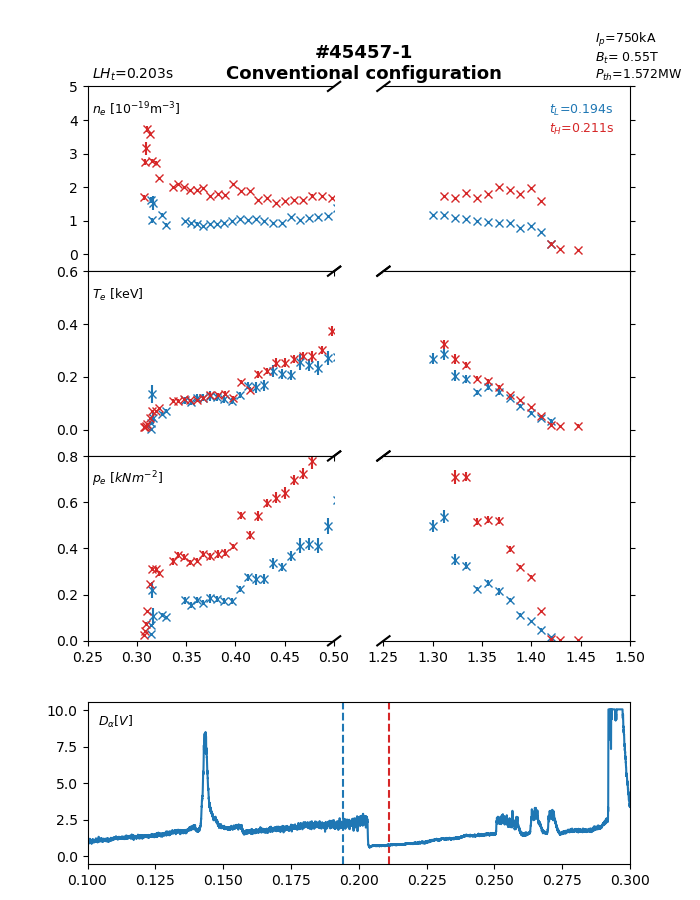 #45457-1
Conventional configuration
LH_t=0.203s
I_p=750kA
B_t= 0.55T
P_th=1.572MW
n_e [10^-19 m^-3]
t_L=0.194s
t_H=0.211s
5
4
3
2
1
0
T_e [keV]
0.6
0.4
0.2
0.0
p_e [kNm^-2]
0.8
0.6
0.4
0.2
0.0
0.25 0.30 0.35 0.40 0.45 0.50 1.25 1.30 1.35 1.40 1.45 1.50
D_α[V]
10.0
7.5
5.0
2.5
0.0
0.100 0.125 0.150 0.175 0.200 0.225 0.250 0.275 0.300